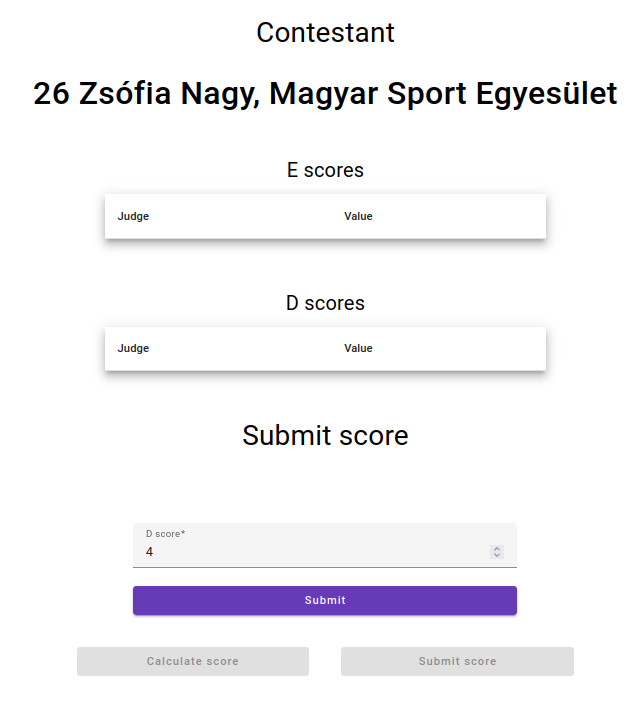 Contestant
26 Zsófia Nagy, Magyar Sport Egyesület
E scores
Judge Value
D scores
Judge Value
Submit score
D score*
4
Submit
Calculate score Submit score